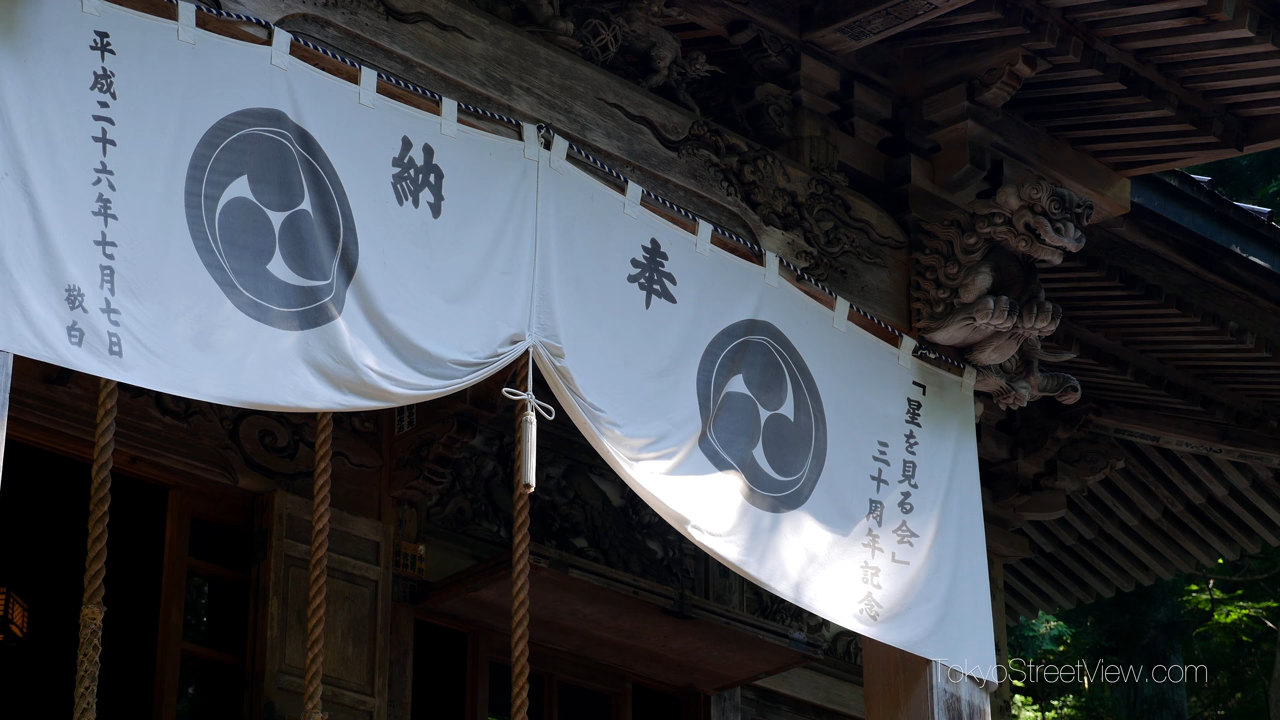 「星を見る会」
三十周年記念
奉
納
平成二十六年七月七日
敬白
TokyoStreetView.com